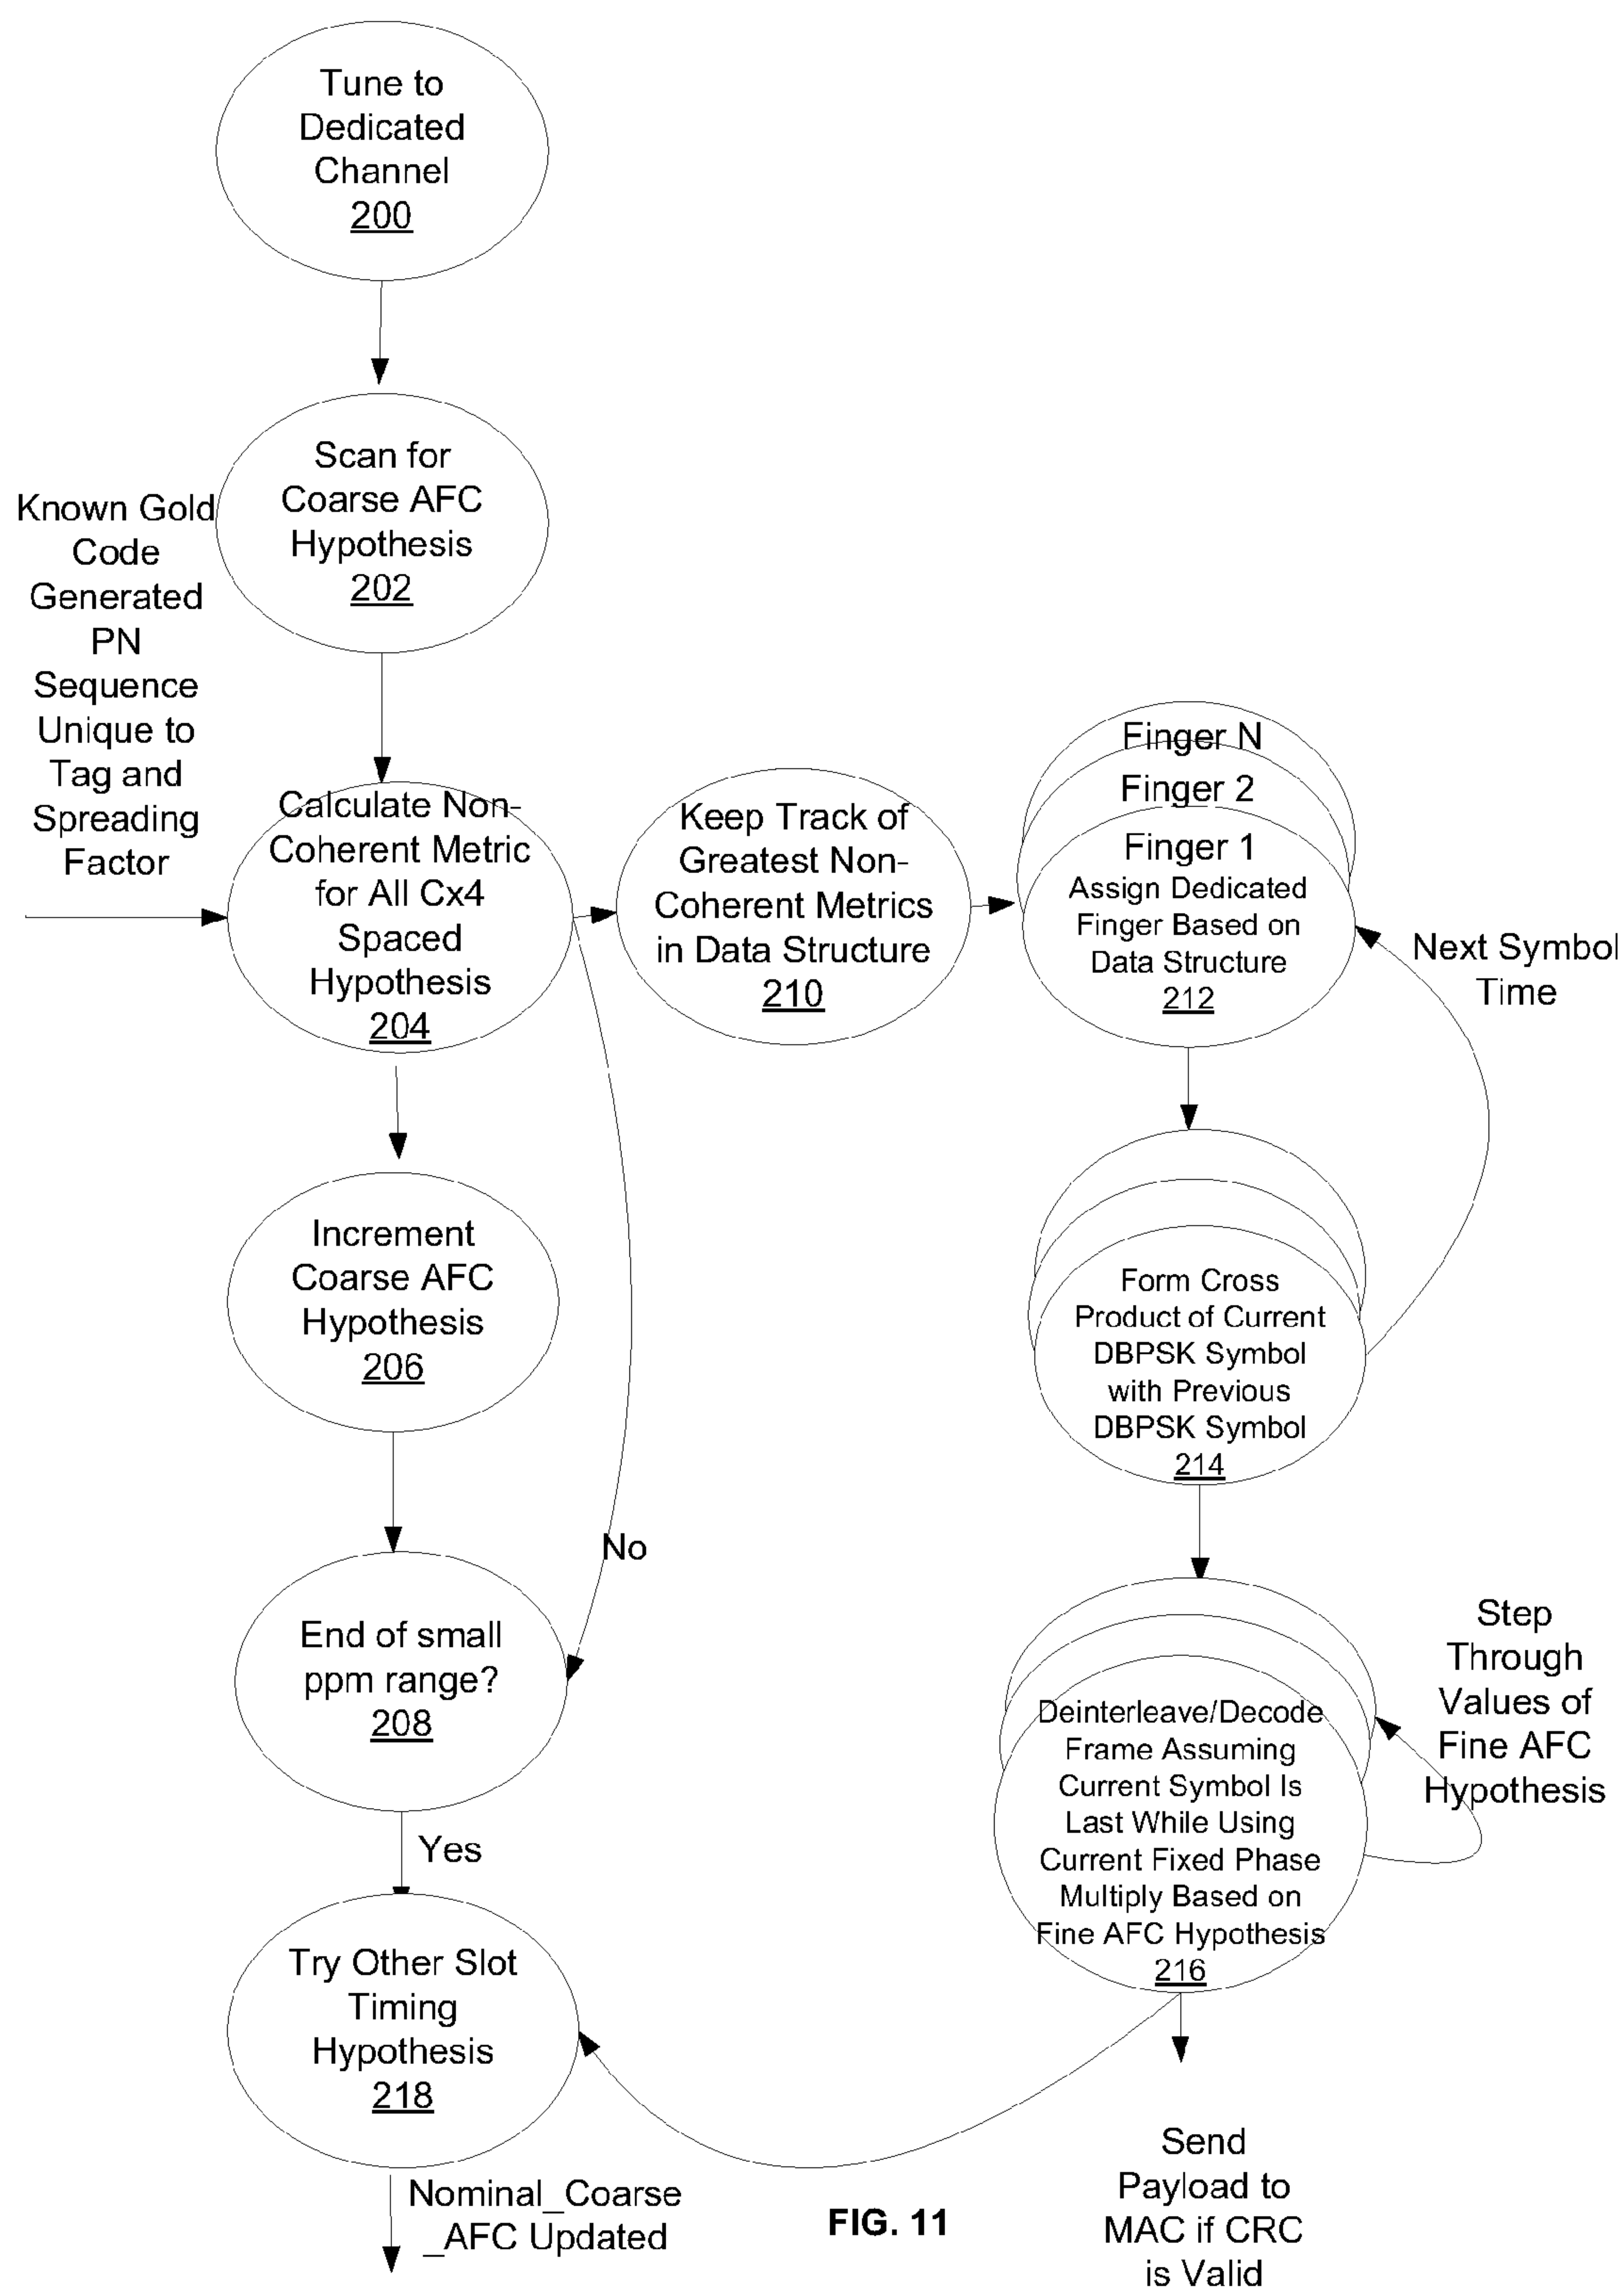 Tune to
Dedicated
Channel
200
Scan for
Coarse AFC
Hypothesis
202
Known Gold
Code
Generated
PN
Sequence
Unique to
Tag and
Spreading
Factor
Calculate Non-
Coherent Metric
for All Cx4
Spaced
Hypothesis
204
Keep Track of
Greatest Non-
Coherent Metrics
in Data Structure
210
Finger N
Finger 2
Finger 1
Assign Dedicated
Finger Based on
Data Structure
212
Next Symbol
Time
Increment
Coarse AFC
Hypothesis
206
Form Cross
Product of Current
DBPSK Symbol
with Previous
DBPSK Symbol
214
No
End of small
ppm range?
208
Yes
Step
Through
Values of
Fine AFC
Hypothesis
Deinterleave/Decode
Frame Assuming
Current Symbol Is
Last While Using
Current Fixed Phase
Multiply Based on
Fine AFC Hypothesis
216
Try Other Slot
Timing
Hypothesis
218
Nominal_Coarse
_AFC Updated
Send
Payload to
MAC if CRC
is Valid
FIG. 11